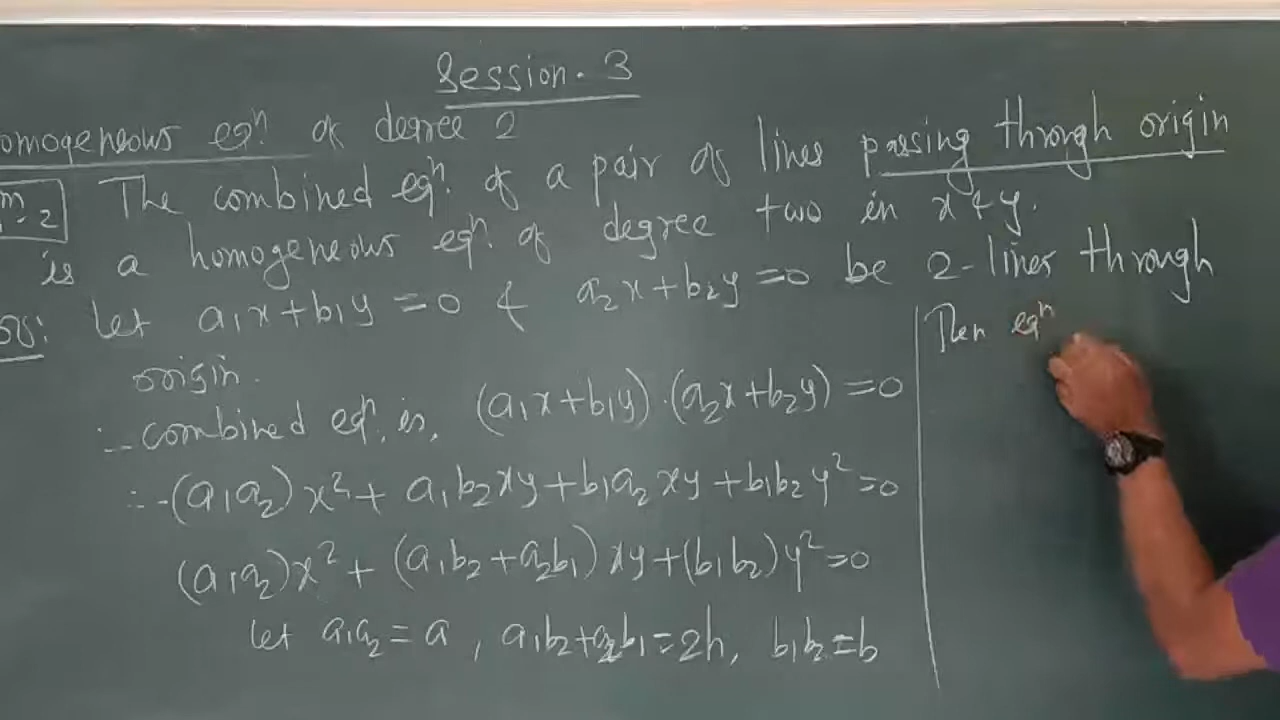 Session. 3
omogeneous eqn. of degree 2
m-2 The combined eqn. of a pair of lines passing through origin
is a homogeneous eqn. of degree two in x & y.
Let a₁x+b₁y=0 & a₂x+b₂y=0 be 2-lines through
origin.
∴ combined eqn. is, (a₁x+b₁y).(a₂x+b₂y)=0
∴ (a₁a₂)x²+a₁b₂xy+b₁a₂xy+b₁b₂y²=0
(a₁a₂)x²+(a₁b₂+a₂b₁)xy+(b₁b₂)y²=0
let a₁a₂=a, a₁b₂+a₂b₁=2h, b₁b₂=b
Then eqn